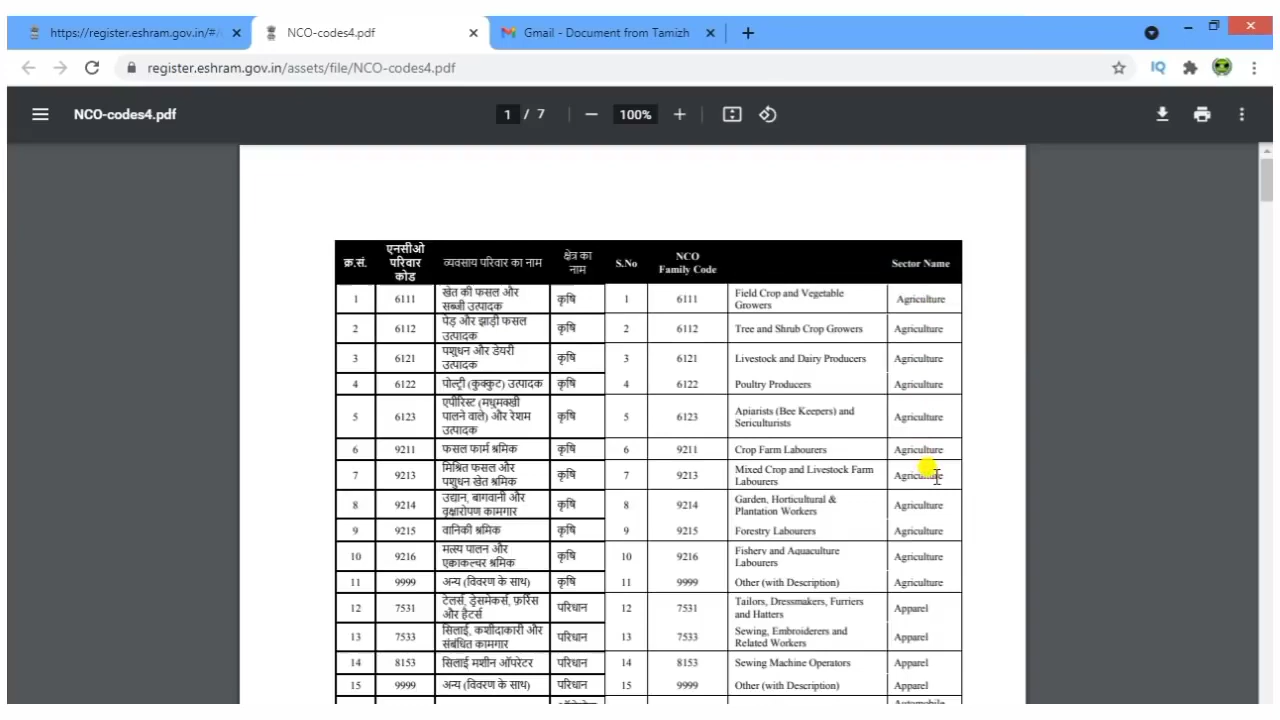 https://register.eshram.gov.in/#/
NCO-codes4.pdf
Gmail - Document from Tamizh
register.eshram.gov.in/assets/file/NCO-codes4.pdf
IQ
NCO-codes4.pdf
1 / 7
100%
क्र.सं. एनसीओ परिवार कोड व्यवसाय परिवार का नाम क्षेत्र का नाम S.No NCO Family Code Sector Name
1 6111 खेत की फसल और सब्जी उत्पादक कृषि 1 6111 Field Crop and Vegetable Growers Agriculture
2 6112 पेड़ और झाड़ी फसल उत्पादक कृषि 2 6112 Tree and Shrub Crop Growers Agriculture
3 6121 पशुधन और डेयरी उत्पादक कृषि 3 6121 Livestock and Dairy Producers Agriculture
4 6122 पोल्ट्री (कुक्कुट) उत्पादक कृषि 4 6122 Poultry Producers Agriculture
5 6123 एपीरिस्ट (मधुमक्खी पालने वाले) और रेशम उत्पादक कृषि 5 6123 Apiarists (Bee Keepers) and Sericulturists Agriculture
6 9211 फसल फार्म श्रमिक कृषि 6 9211 Crop Farm Labourers Agriculture
7 9213 मिश्रित फसल और पशुधन खेत श्रमिक कृषि 7 9213 Mixed Crop and Livestock Farm Labourers Agriculture
8 9214 उद्यान, बागवानी और वृक्षारोपण कामगार कृषि 8 9214 Garden, Horticultural & Plantation Workers Agriculture
9 9215 वानिकी श्रमिक कृषि 9 9215 Forestry Labourers Agriculture
10 9216 मत्स्य पालन और एक्वाकल्चर श्रमिक कृषि 10 9216 Fishery and Aquaculture Labourers Agriculture
11 9999 अन्य (विवरण के साथ) कृषि 11 9999 Other (with Description) Agriculture
12 7531 टेलर्स, ड्रेसमेकर्स, फ़रिंस और हैटर्स परिधान 12 7531 Tailors, Dressmakers, Furriers and Hatters Apparel
13 7533 सिलाई, कशीदाकारी और संबंधित कामगार परिधान 13 7533 Sewing, Embroiderers and Related Workers Apparel
14 8153 सिलाई मशीन ऑपरेटर परिधान 14 8153 Sewing Machine Operators Apparel
15 9999 अन्य (विवरण के साथ) परिधान 15 9999 Other (with Description) Apparel
Automobile